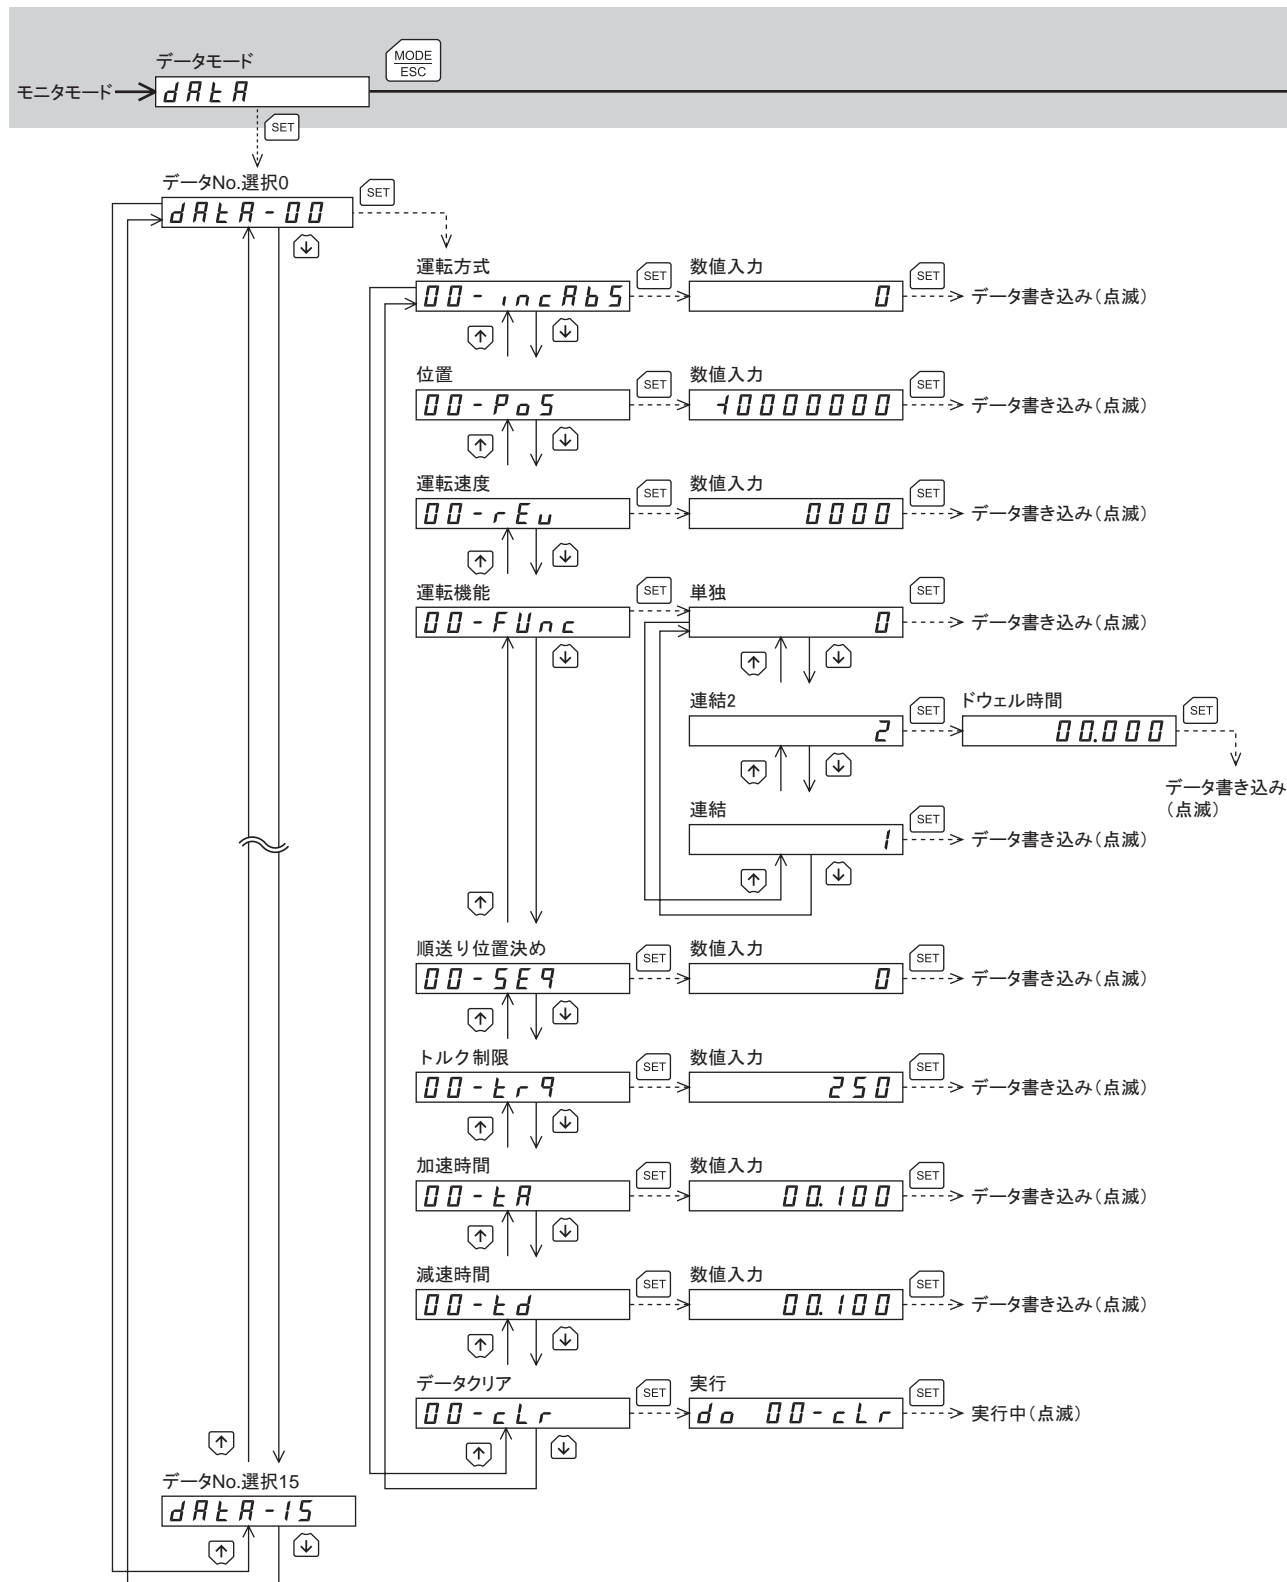 データモード
MODE
ESC
モニタモード
dAtA
SET
データNo.選択0
SET
dAtA-00
↓
運転方式
SET
数値入力
SET
00-incAbS
0
データ書き込み(点滅)
↑
↓
位置
SET
数値入力
SET
00-PoS
-10000000
データ書き込み(点滅)
↑
↓
運転速度
SET
数値入力
SET
00-rEv
0000
データ書き込み(点滅)
↑
↓
運転機能
SET
単独
SET
00-FUnc
0
データ書き込み(点滅)
↓
↑
↓
連結2
SET
ドウェル時間
SET
2
00.000
↑
↓
データ書き込み
(点滅)
連結
SET
1
データ書き込み(点滅)
↑
↓
↑
順送り位置決め
SET
数値入力
SET
00-SEq
0
データ書き込み(点滅)
↑
↓
トルク制限
SET
数値入力
SET
00-trq
250
データ書き込み(点滅)
↑
↓
加速時間
SET
数値入力
SET
00-tA
00.100
データ書き込み(点滅)
↑
↓
減速時間
SET
数値入力
SET
00-td
00.100
データ書き込み(点滅)
↑
↓
データクリア
SET
実行
SET
00-cLr
do 00-cLr
実行中(点滅)
↑
↓
↑
データNo.選択15
dAtA-15
↑
↓